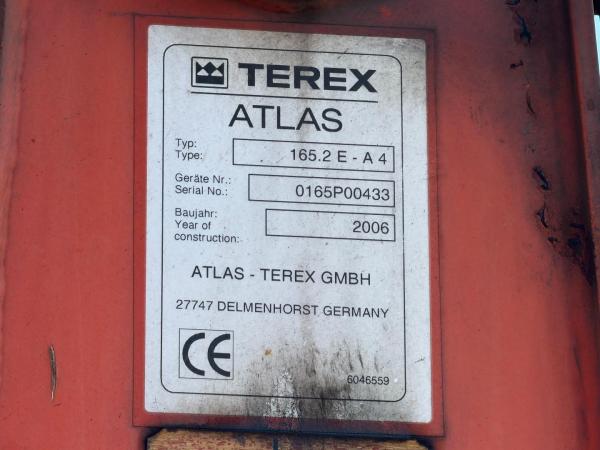 TEREX
ATLAS
Typ:
Type: 165.2 E - A 4
Geräte Nr.:
Serial No.: 0165P00433
Baujahr:
Year of
construction: 2006
ATLAS - TEREX GMBH
27747 DELMENHORST GERMANY
CE
6046559